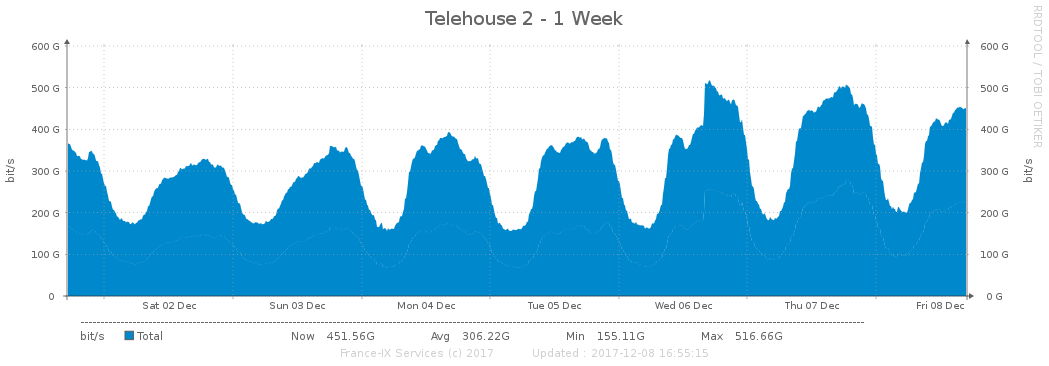 Telehouse 2 - 1 Week
RRDTOOL / TOBI OETIKER
bit/s
600 G
500 G
400 G
300 G
200 G
100 G
0
600 G
500 G
400 G
300 G
200 G
100 G
0 G
bit/s
Sat 02 Dec Sun 03 Dec Mon 04 Dec Tue 05 Dec Wed 06 Dec Thu 07 Dec Fri 08 Dec
bit/s Total Now 451.56G Avg 306.22G Min 155.11G Max 516.66G
France-IX Services (c) 2017 Updated : 2017-12-08 16:55:15